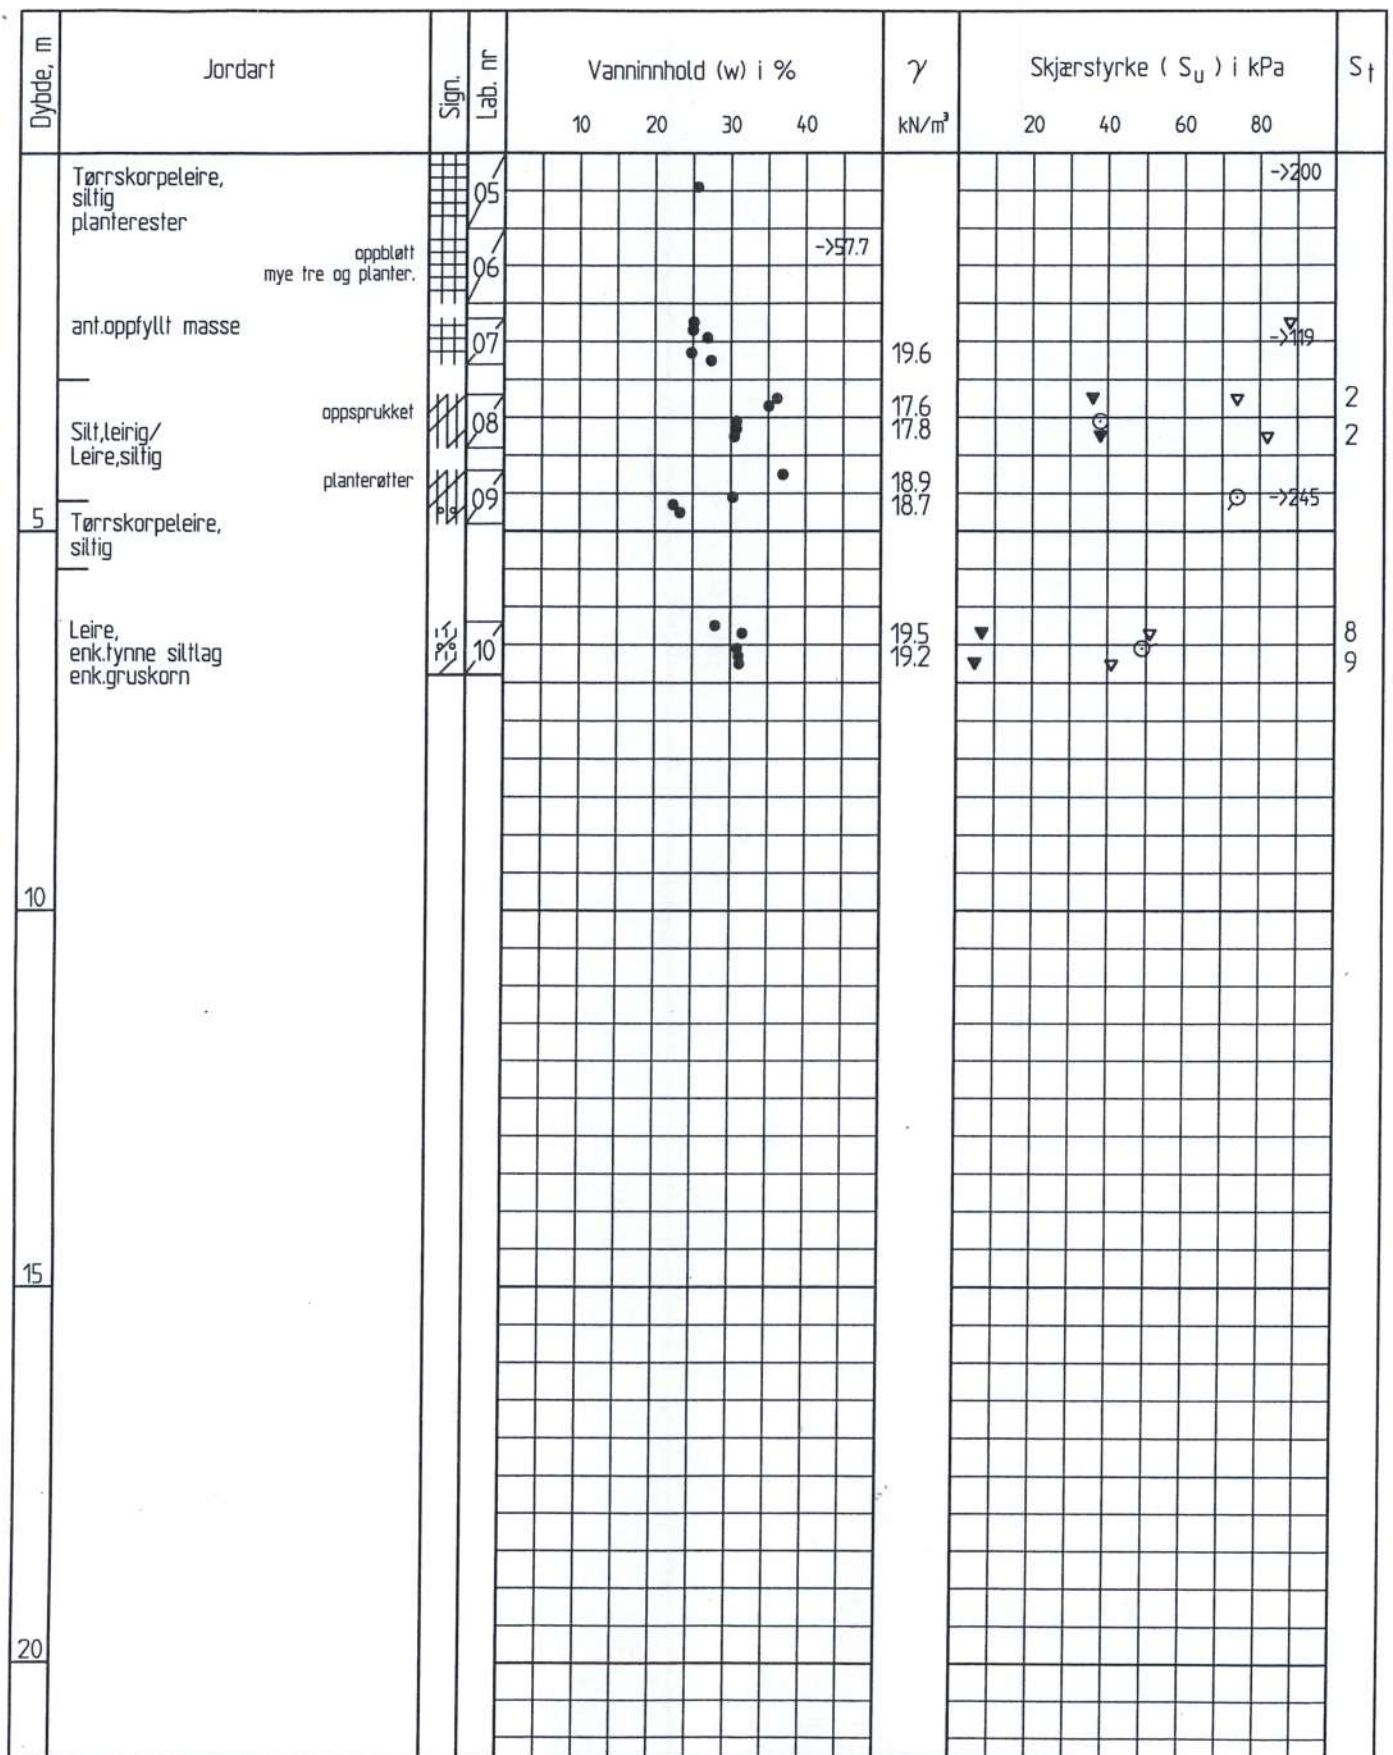 Dybde, m
Jordart
Sign.
Lab. nr
Vanninnhold (w) i %
10 20 30 40
γ
kN/m³
Skjærstyrke ( Su ) i kPa
20 40 60 80
St
Tørrskorpeleire,
siltig
planterester
05
->200
oppbløtt
mye tre og planter.
06
->57.7
ant.oppfyllt masse
07
19.6
->119
oppsprukket
Silt,leirig/
Leire,siltig
08
17.6
17.8
2
2
planterøtter
09
18.9
18.7
->245
5
Tørrskorpeleire,
siltig
Leire,
enk.tynne siltlag
enk.gruskorn
10
19.5
19.2
8
9
10
15
20